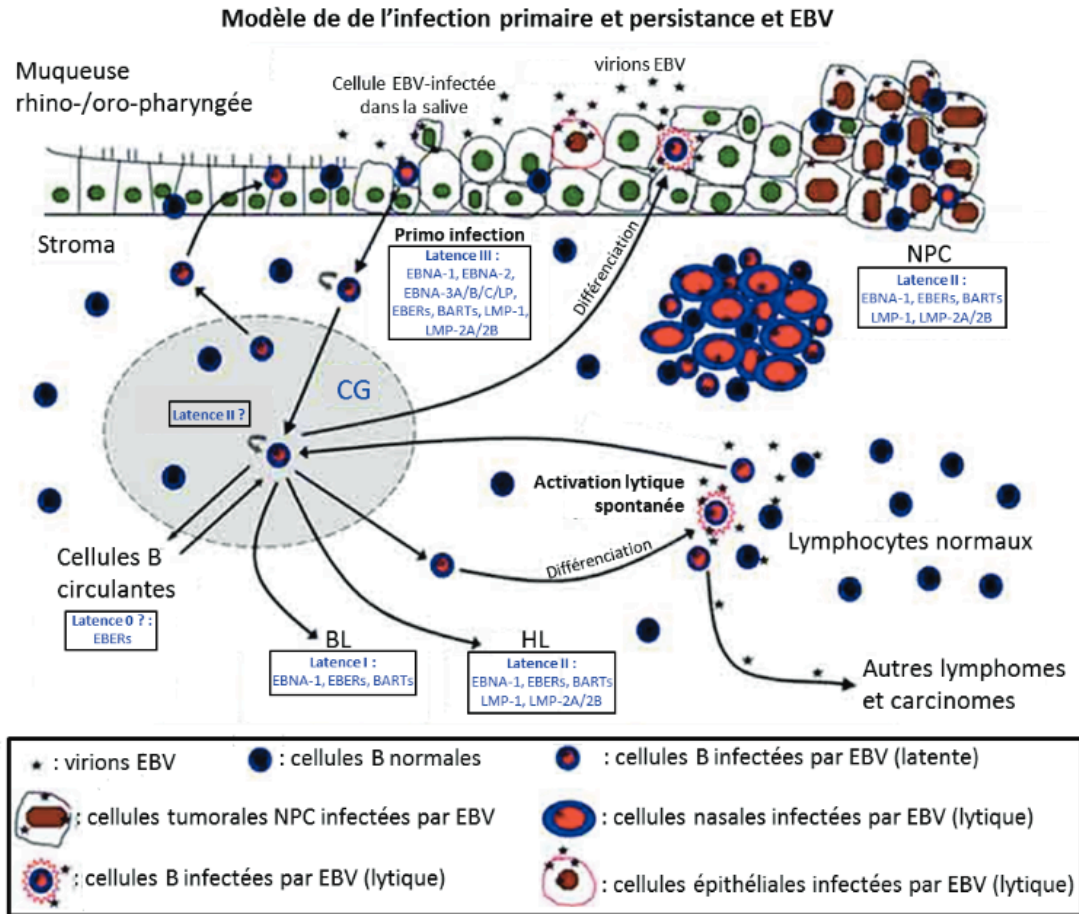 Modèle de de l'infection primaire et persistance et EBV
Muqueuse
rhino-/oro-pharyngée
Cellule EBV-infectée
dans la salive
virions EBV
Stroma
Primo infection
Latence III :
EBNA-1, EBNA-2,
EBNA-3A/B/C/LP,
EBERs, BARTs, LMP-1,
LMP-2A/2B
Différenciation
NPC
Latence II :
EBNA-1, EBERs, BARTs
LMP-1, LMP-2A/2B
CG
Latence II ?
Activation lytique
spontanée
Lymphocytes normaux
Cellules B
circulantes
Latence 0 ? :
EBERs
Différenciation
BL
Latence I :
EBNA-1, EBERs, BARTs
HL
Latence II :
EBNA-1, EBERs, BARTs
LMP-1, LMP-2A/2B
Autres lymphomes
et carcinomes
: virions EBV
: cellules B normales
: cellules B infectées par EBV (latente)
: cellules tumorales NPC infectées par EBV
: cellules nasales infectées par EBV (lytique)
: cellules B infectées par EBV (lytique)
: cellules épithéliales infectées par EBV (lytique)